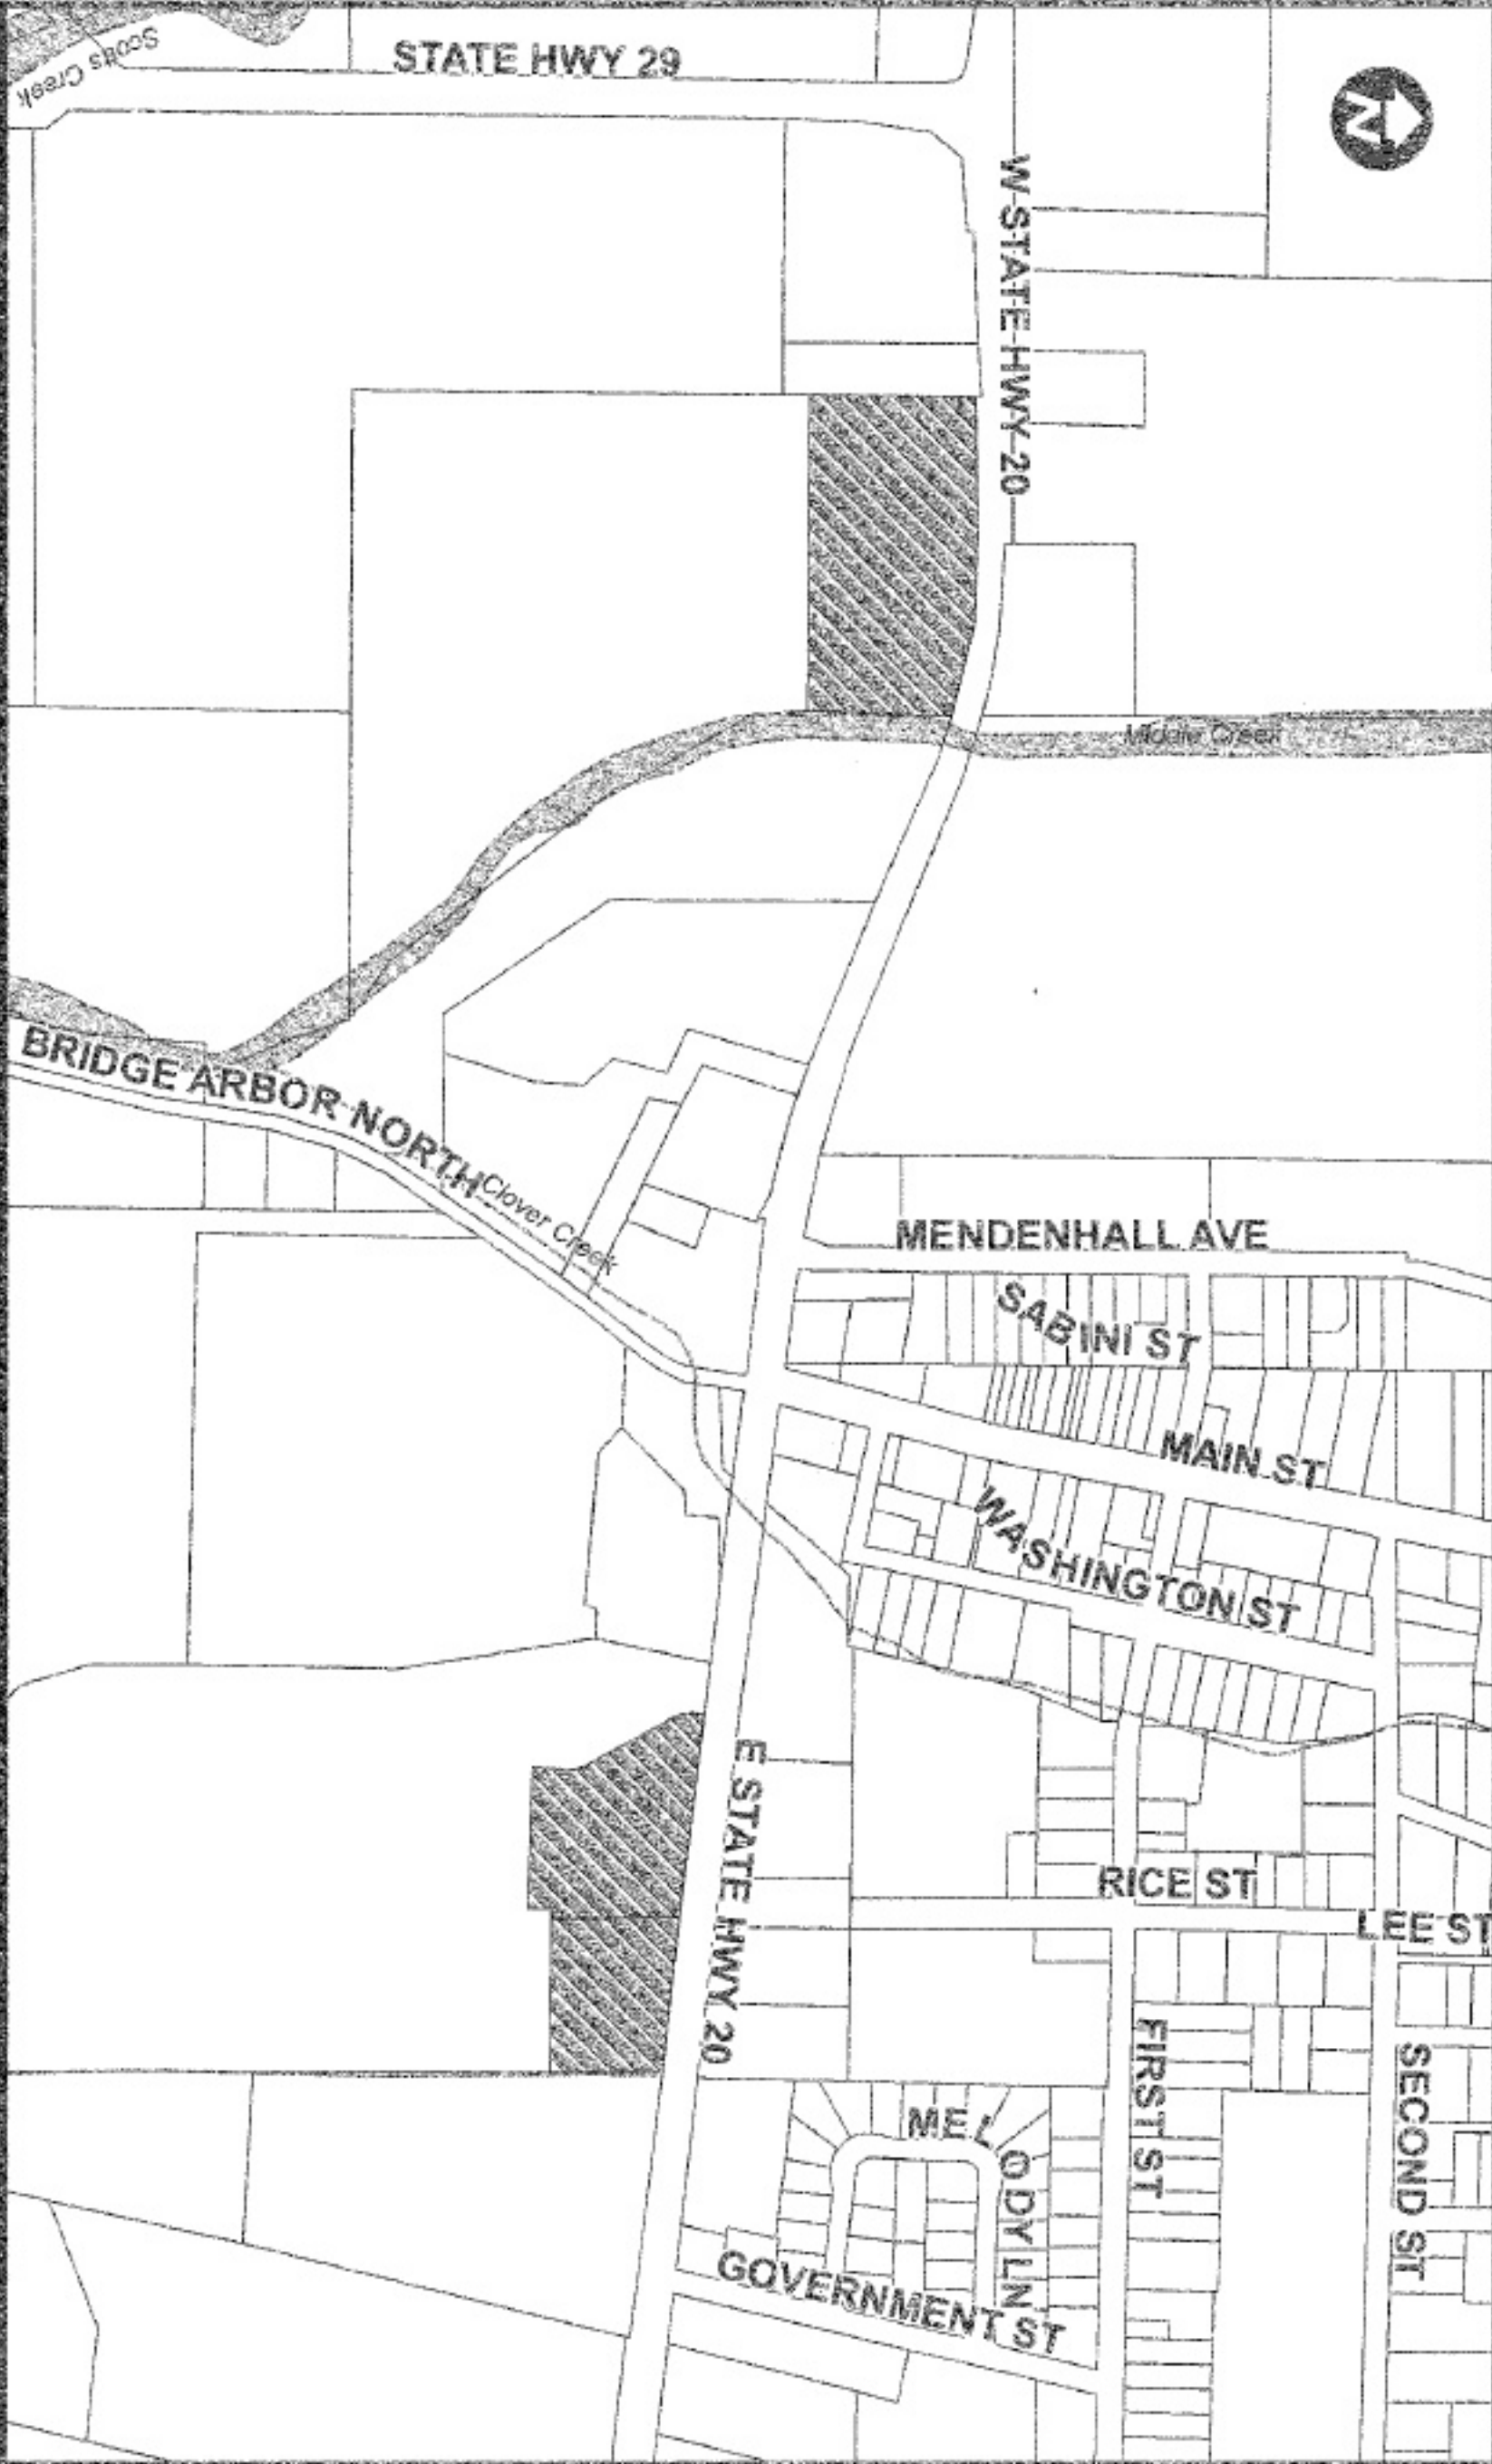 STATE HWY 29
Scotts Creek
N
W STATE HWY 20
Middle Creek
BRIDGE ARBOR NORTH
Clover Creek
MENDENHALL AVE
SABINI ST
MAIN ST
WASHINGTON ST
E STATE HWY 20
RICE ST
LEE ST
FIRST ST
SECOND ST
MELODY LN
GOVERNMENT ST